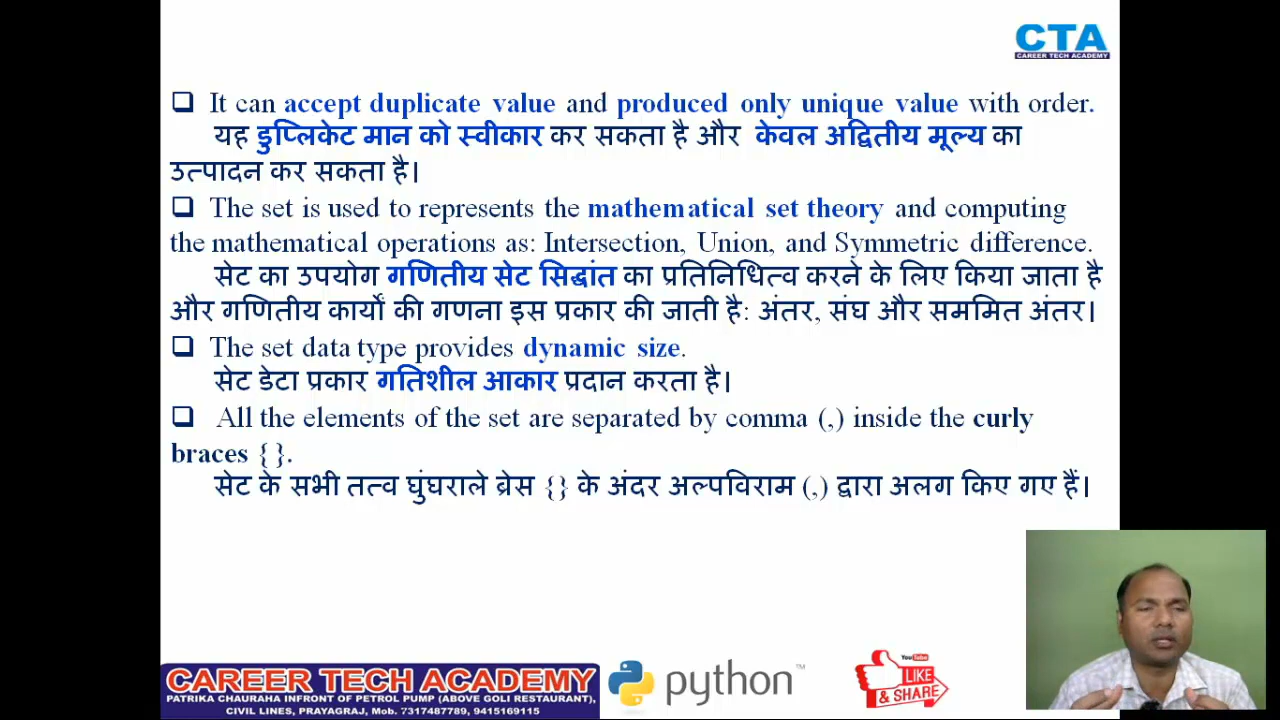 CTA
CAREER TECH ACADEMY
It can accept duplicate value and produced only unique value with order.
यह डुप्लिकेट मान को स्वीकार कर सकता है और केवल अद्वितीय मूल्य का
उत्पादन कर सकता है।
The set is used to represents the mathematical set theory and computing
the mathematical operations as: Intersection, Union, and Symmetric difference.
सेट का उपयोग गणितीय सेट सिद्धांत का प्रतिनिधित्व करने के लिए किया जाता है
और गणितीय कार्यों की गणना इस प्रकार की जाती है: अंतर, संघ और सममित अंतर।
The set data type provides dynamic size.
सेट डेटा प्रकार गतिशील आकार प्रदान करता है।
All the elements of the set are separated by comma (,) inside the curly
braces {}.
सेट के सभी तत्व घुंघराले ब्रेस {} के अंदर अल्पविराम (,) द्वारा अलग किए गए हैं।
CAREER TECH ACADEMY
PATRIKA CHAURAHA INFRONT OF PETROL PUMP (ABOVE GOLI RESTAURANT),
CIVIL LINES, PRAYAGRAJ, Mob. 7317487789, 9415169115
python™
YouTube
LIKE
& SHARE